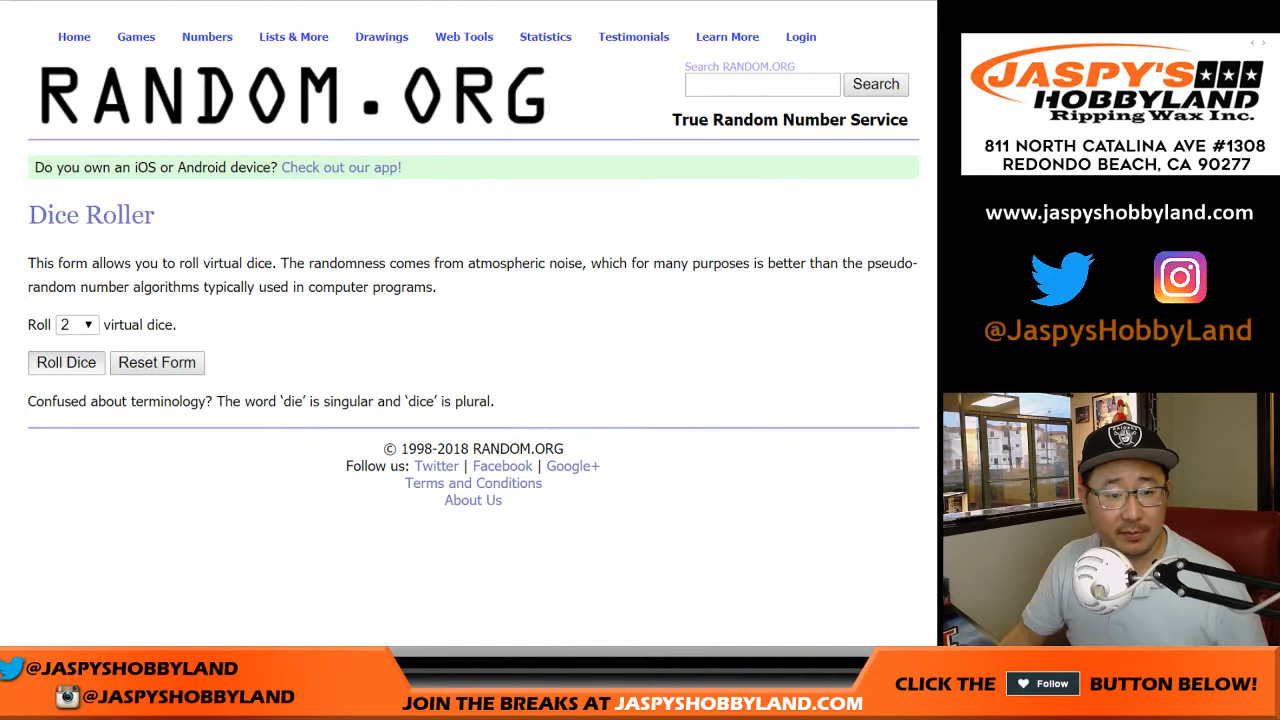 Home Games Numbers Lists & More Drawings Web Tools Statistics Testimonials Learn More Login
RANDOM.ORG
Search RANDOM.ORG
Search
True Random Number Service
Do you own an iOS or Android device? Check out our app!
Dice Roller
This form allows you to roll virtual dice. The randomness comes from atmospheric noise, which for many purposes is better than the pseudo-
random number algorithms typically used in computer programs.
Roll 2 virtual dice.
Roll Dice Reset Form
Confused about terminology? The word ‘die’ is singular and ‘dice’ is plural.
© 1998-2018 RANDOM.ORG
Follow us: Twitter | Facebook | Google+
Terms and Conditions
About Us
JASPY'S
HOBBYLAND
Ripping Wax Inc.
811 NORTH CATALINA AVE #1308
REDONDO BEACH, CA 90277
www.jaspyshobbyland.com
@JaspysHobbyLand
RAIDERS
@JASPYSHOBBYLAND
@JASPYSHOBBYLAND
JOIN THE BREAKS AT JASPYSHOBBYLAND.COM
CLICK THE Follow BUTTON BELOW!